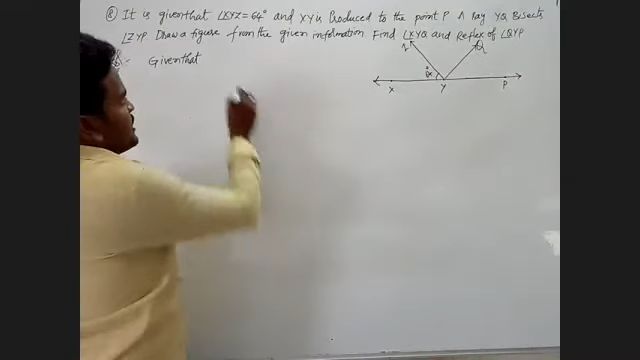 ⑧ It is given that ∠XYZ = 64° and XY is Produced to the point P A Ray YQ Bisects
∠ZYP Draw a figure from the given information Find ∠XYQ and Reflex of ∠QYP
Given that
Z
Q
X
Y
P